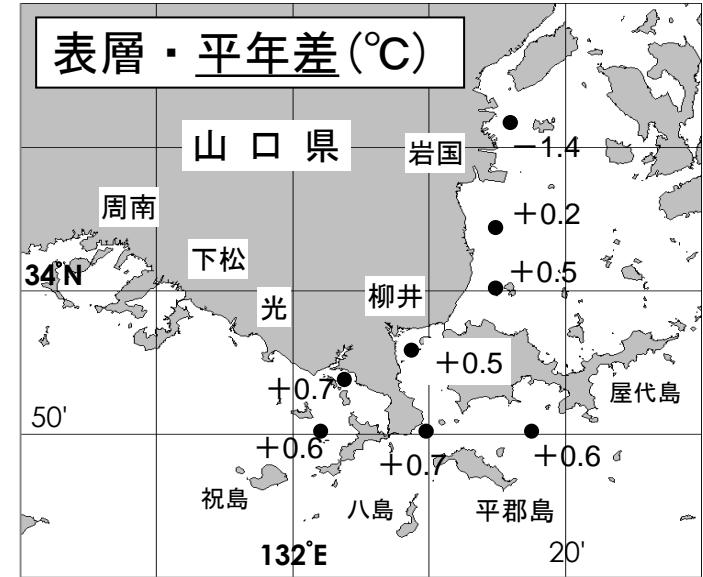 表層・平年差(℃)
山口県
岩国
－1.4
周南
＋0.2
下松
34°N
＋0.5
光
柳井
＋0.5
＋0.7
屋代島
50'
＋0.6
＋0.7
＋0.6
祝島
八島
平郡島
132°E
20'